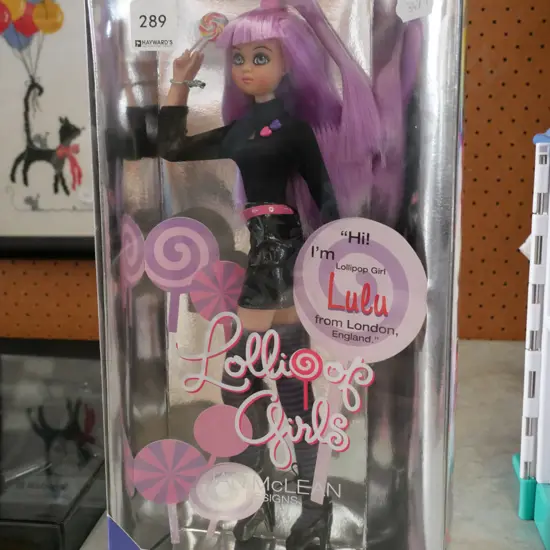 289
HAYWARD'S
"Hi!
I'm
Lollipop Girl
Lulu
from London,
England."
Lollipop
Girls
McLEAN
SIGNS